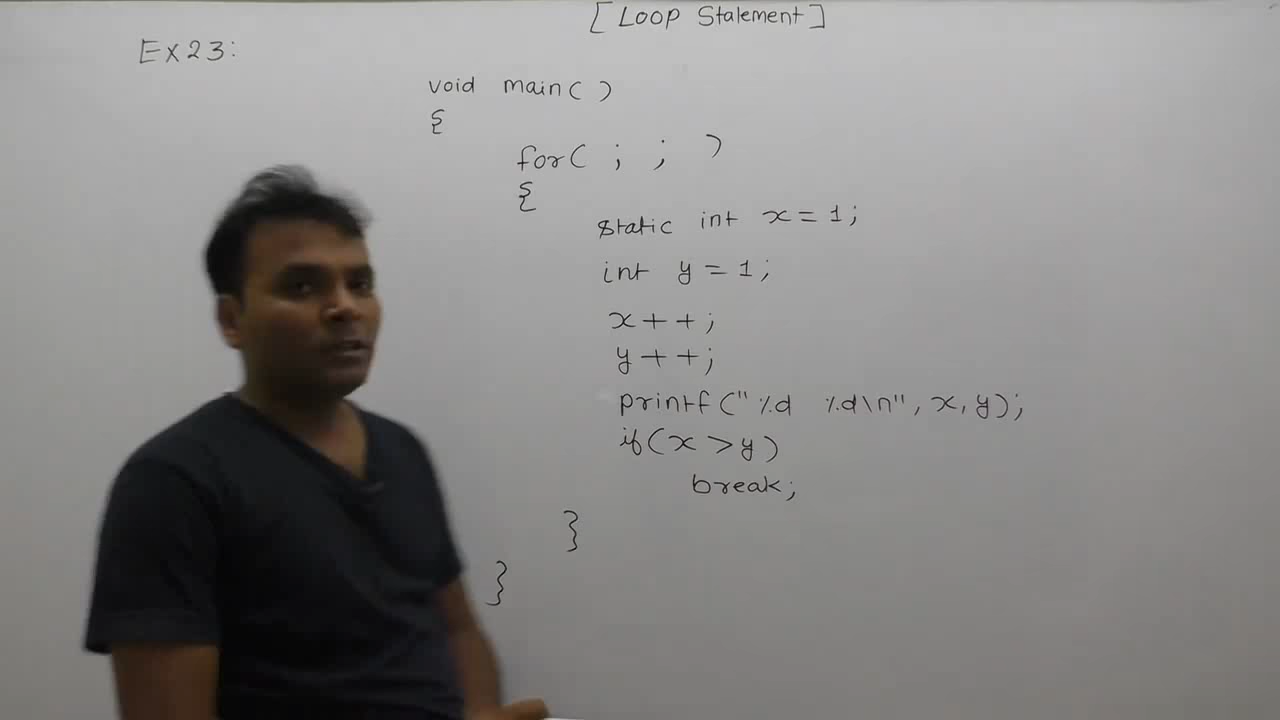 [Loop Statement]
Ex23:
void main( )
{
for( ; ; )
{
static int x = 1;
int y = 1;
x + + ;
y + + ;
printf ("%d %d\n", x, y);
if(x > y)
break;
}
}